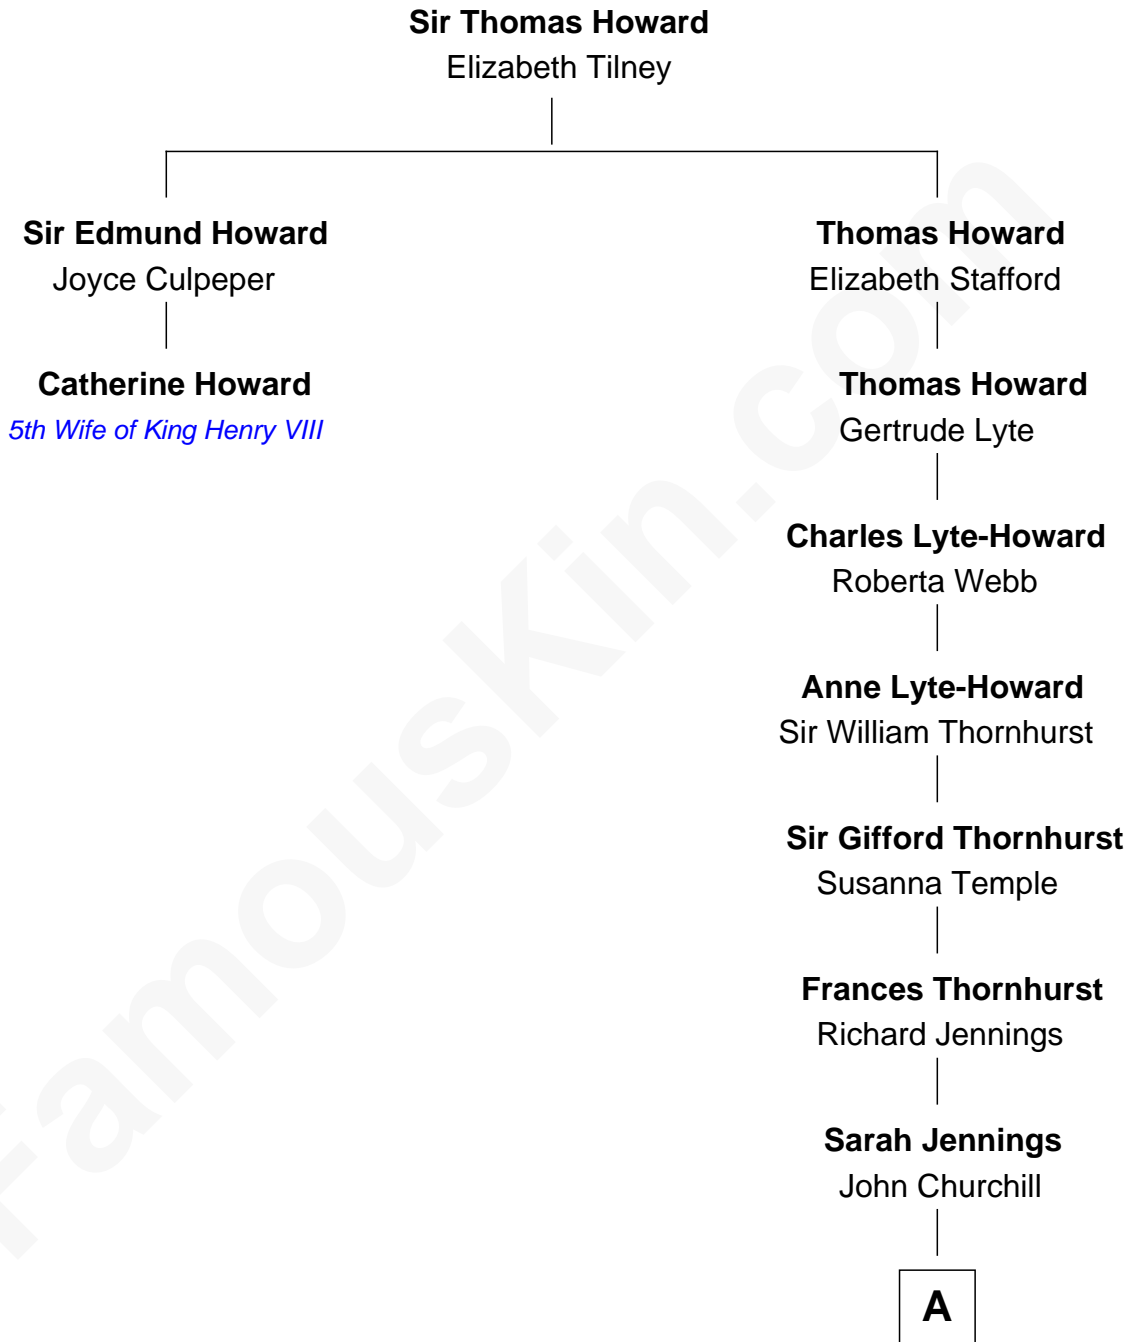 Sir Thomas Howard
Elizabeth Tilney
Sir Edmund Howard
Joyce Culpeper
Catherine Howard
5th Wife of King Henry VIII
Thomas Howard
Elizabeth Stafford
Thomas Howard
Gertrude Lyte
Charles Lyte-Howard
Roberta Webb
Anne Lyte-Howard
Sir William Thornhurst
Sir Gifford Thornhurst
Susanna Temple
Frances Thornhurst
Richard Jennings
Sarah Jennings
John Churchill
A
FamousKin.com